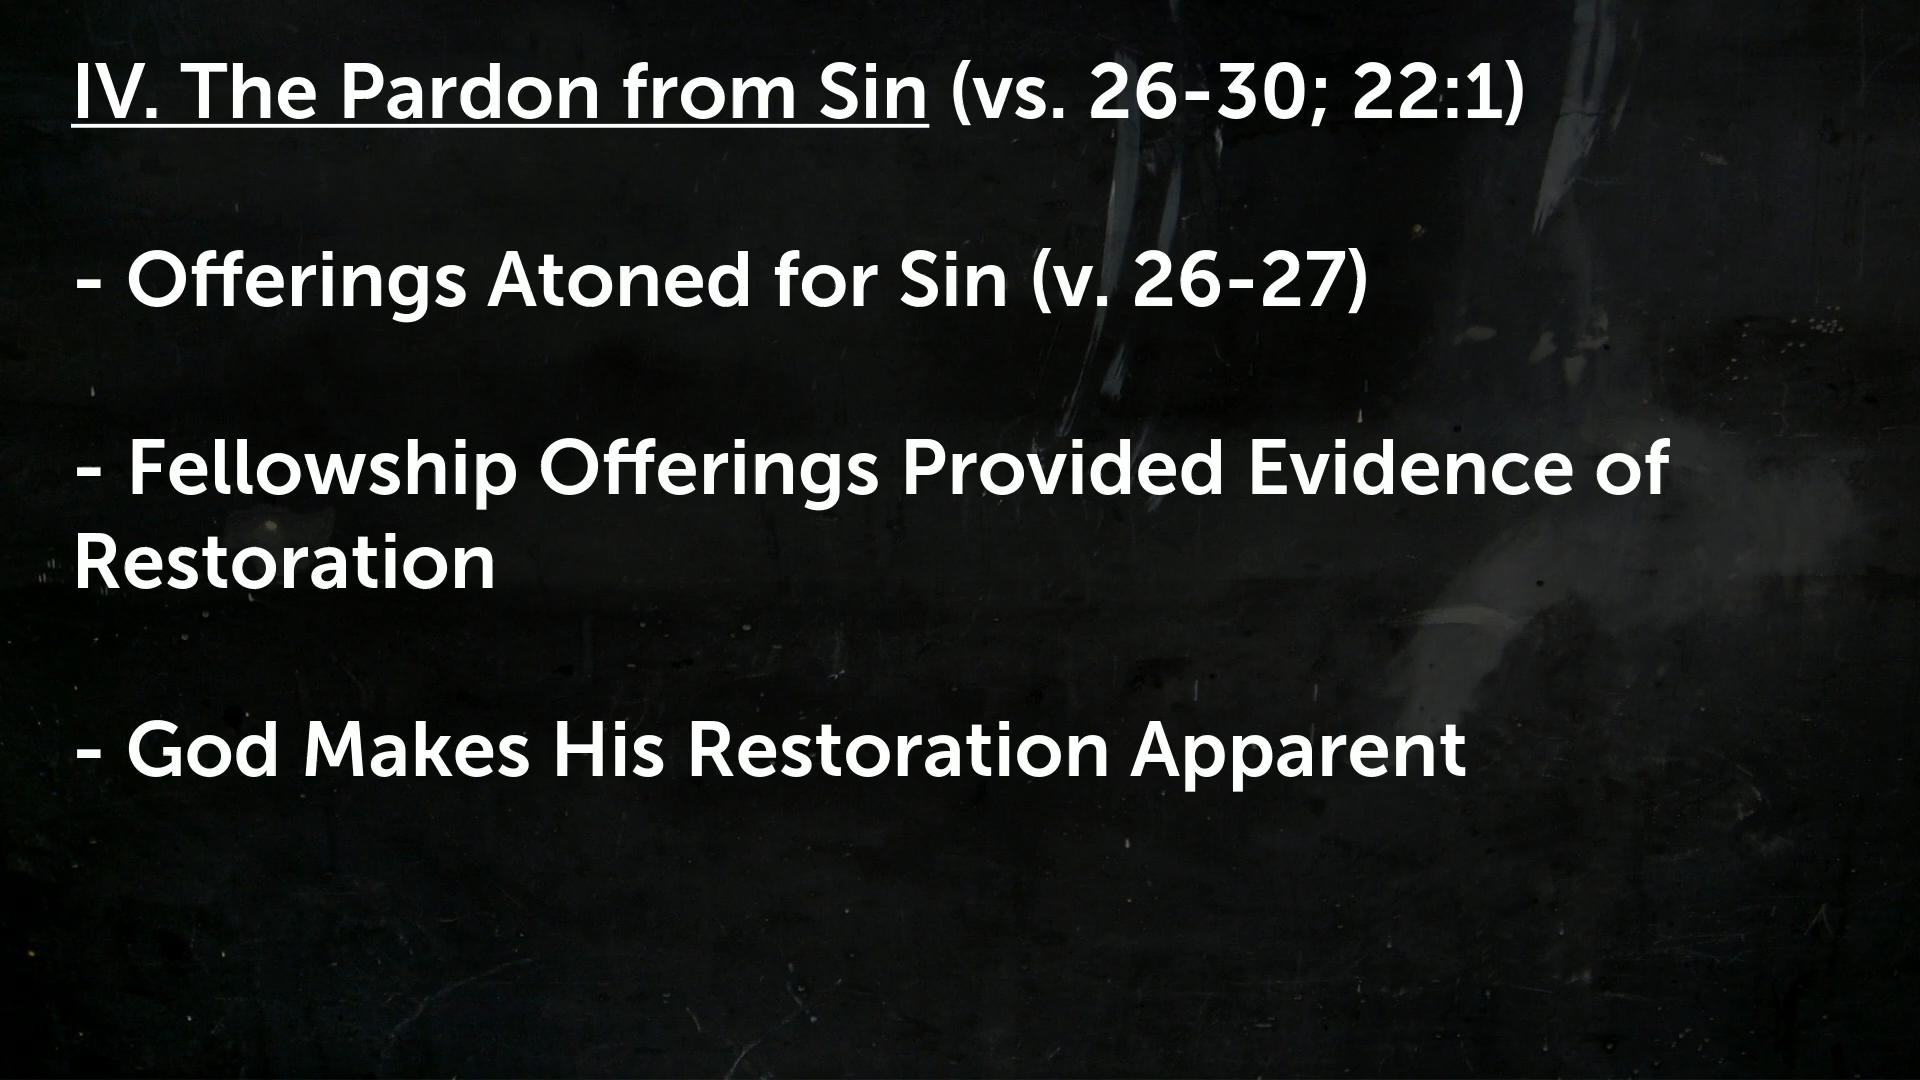 IV. The Pardon from Sin (vs. 26-30; 22:1)
- Offerings Atoned for Sin (v. 26-27)
- Fellowship Offerings Provided Evidence of
Restoration
- God Makes His Restoration Apparent